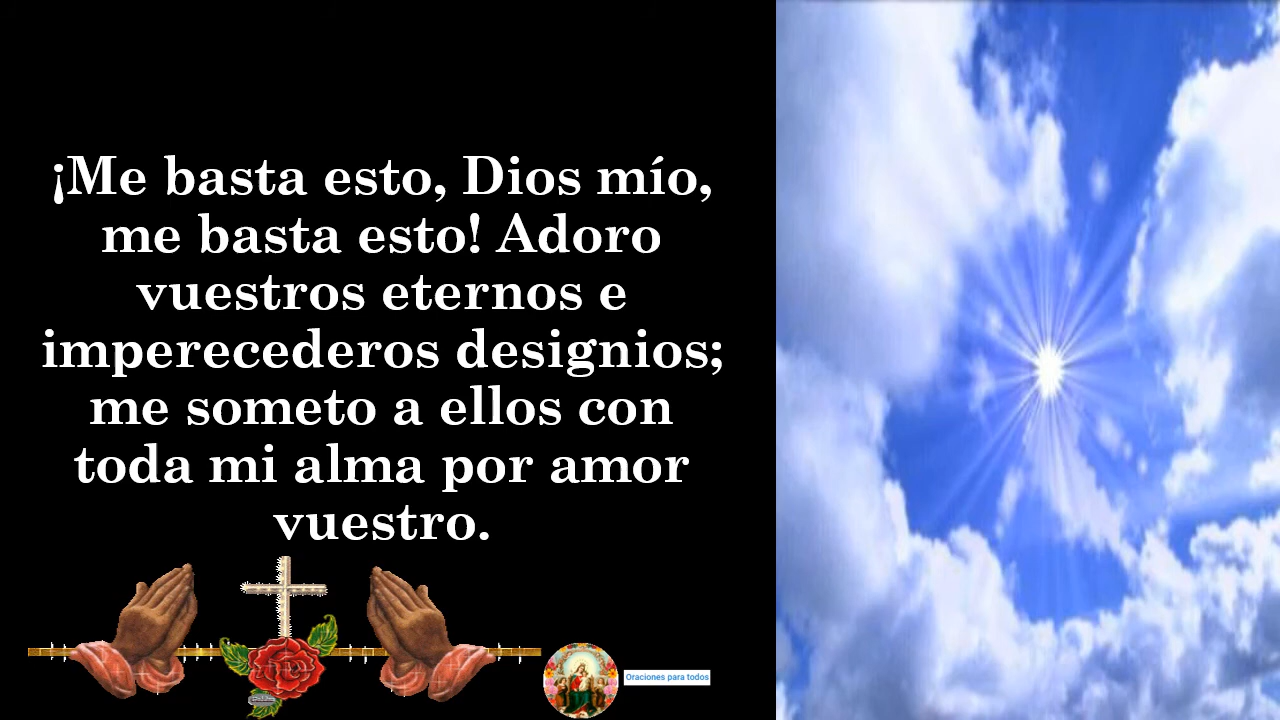 ¡Me basta esto, Dios mío,
me basta esto! Adoro
vuestros eternos e
imperecederos designios;
me someto a ellos con
toda mi alma por amor
vuestro.
Oraciones para todos